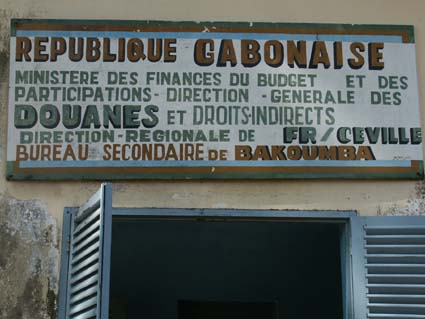 REPUBLIQUE GABONAISE
MINISTERE DES FINANCES DU BUDGET ET DES
PARTICIPATIONS - DIRECTION - GENERALE DES
DOUANES ET DROITS-INDIRECTS
DIRECTION-REGIONALE DE FR/CEVILLE
BUREAU SECONDAIRE DE BAKOUMBA